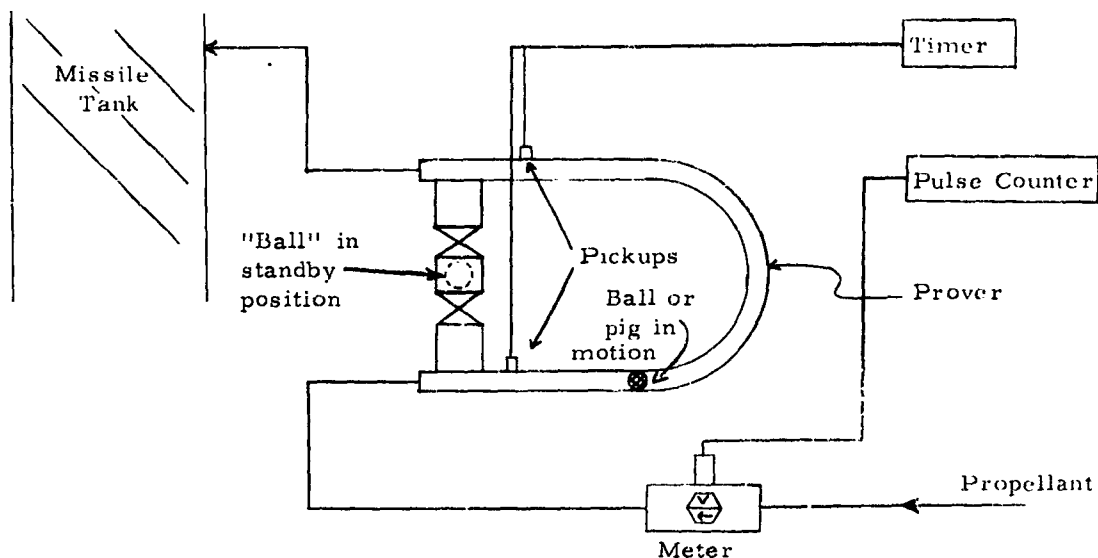 Missile
Tank
Timer
Pulse Counter
"Ball" in
standby
position
Pickups
Ball or
pig in
motion
Prover
Propellant
Meter